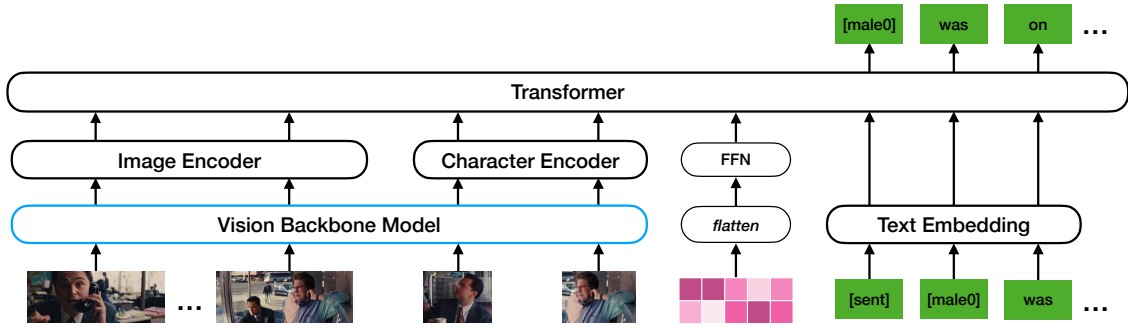 [male0] was on ...
Transformer
Image Encoder Character Encoder FFN
Vision Backbone Model flatten Text Embedding
... [sent] [male0] was ...